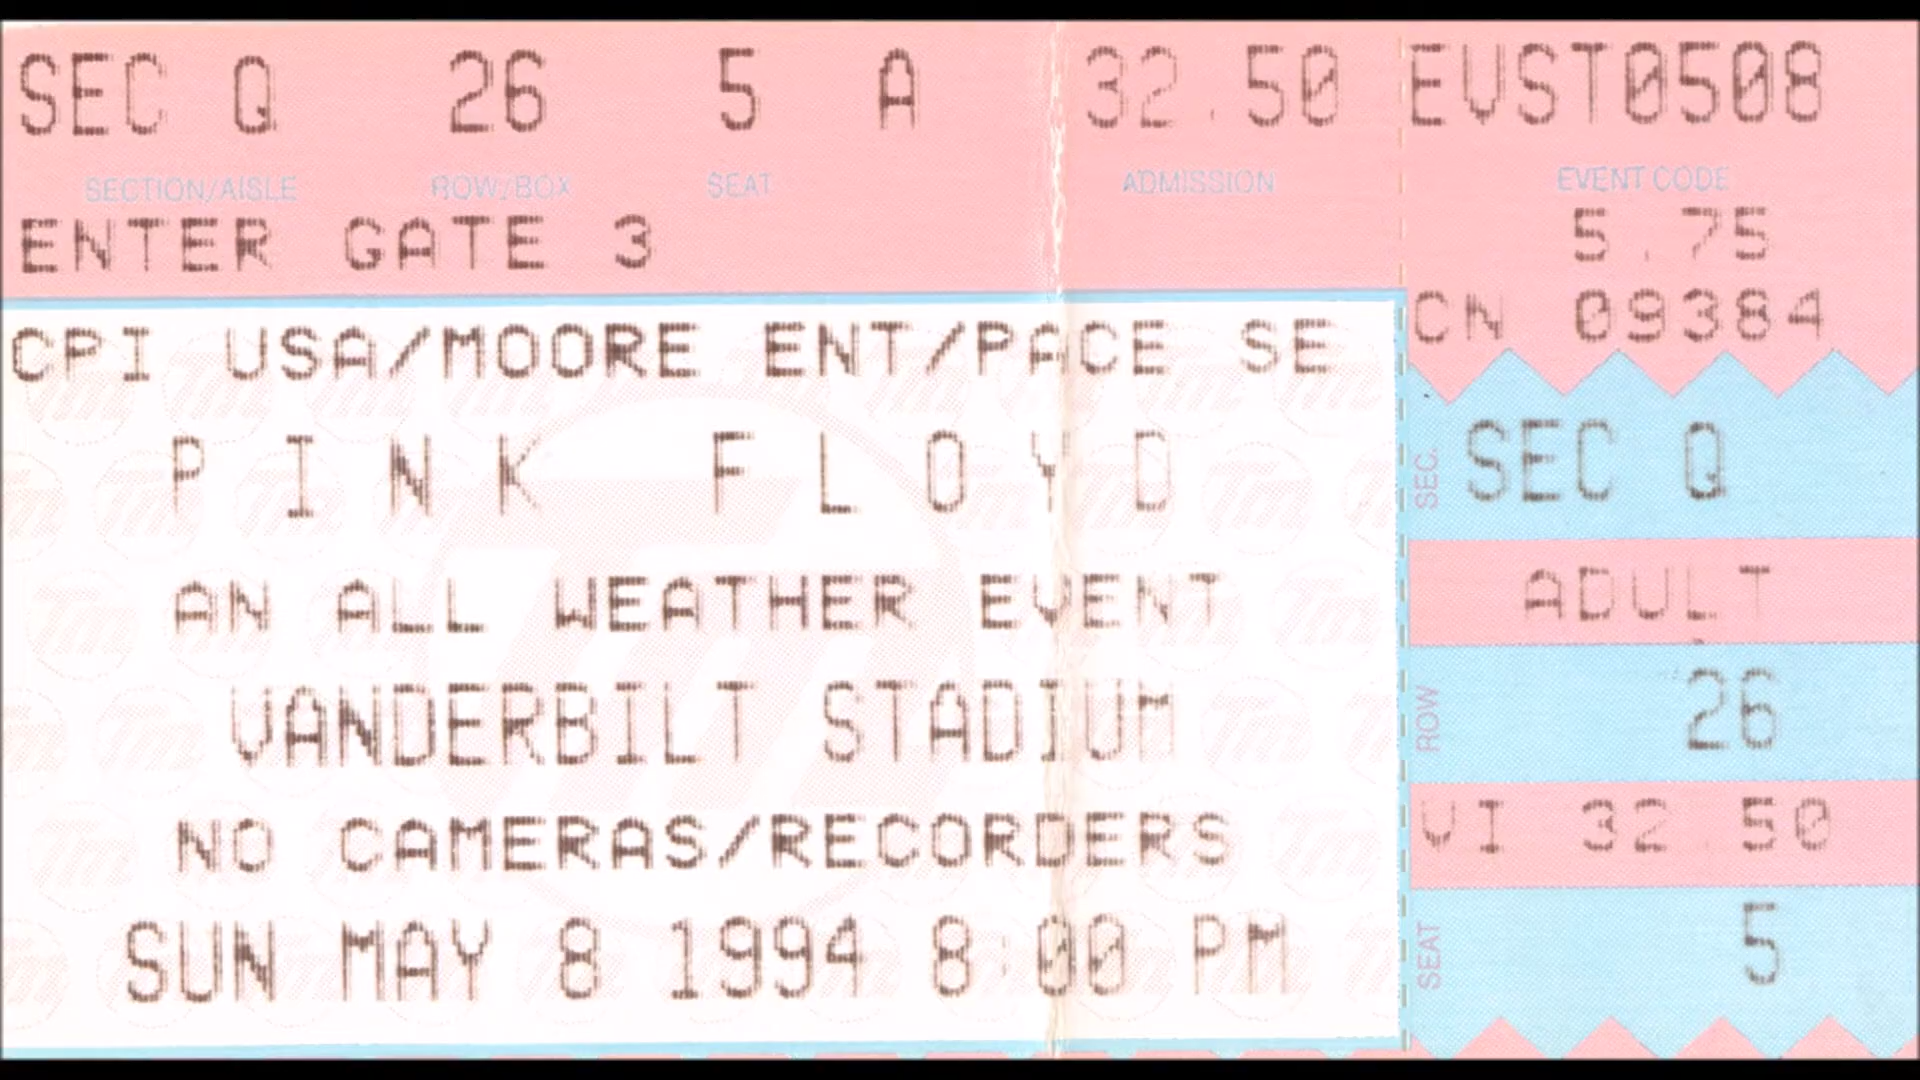 SEC Q 26 5 A 32.50 EVST0508
SECTION/AISLE ROW/BOX SEAT ADMISSION EVENT CODE
ENTER GATE 3 5.75
CN 09384
CPI USA/MOORE ENT/PACE SE
PINK FLOYD
SEC. SEC Q
AN ALL WEATHER EVENT
ADULT
VANDERBILT STADIUM
ROW 26
NO CAMERAS/RECORDERS
VI 32.50
SUN MAY 8 1994 8:00 PM
SEAT 5